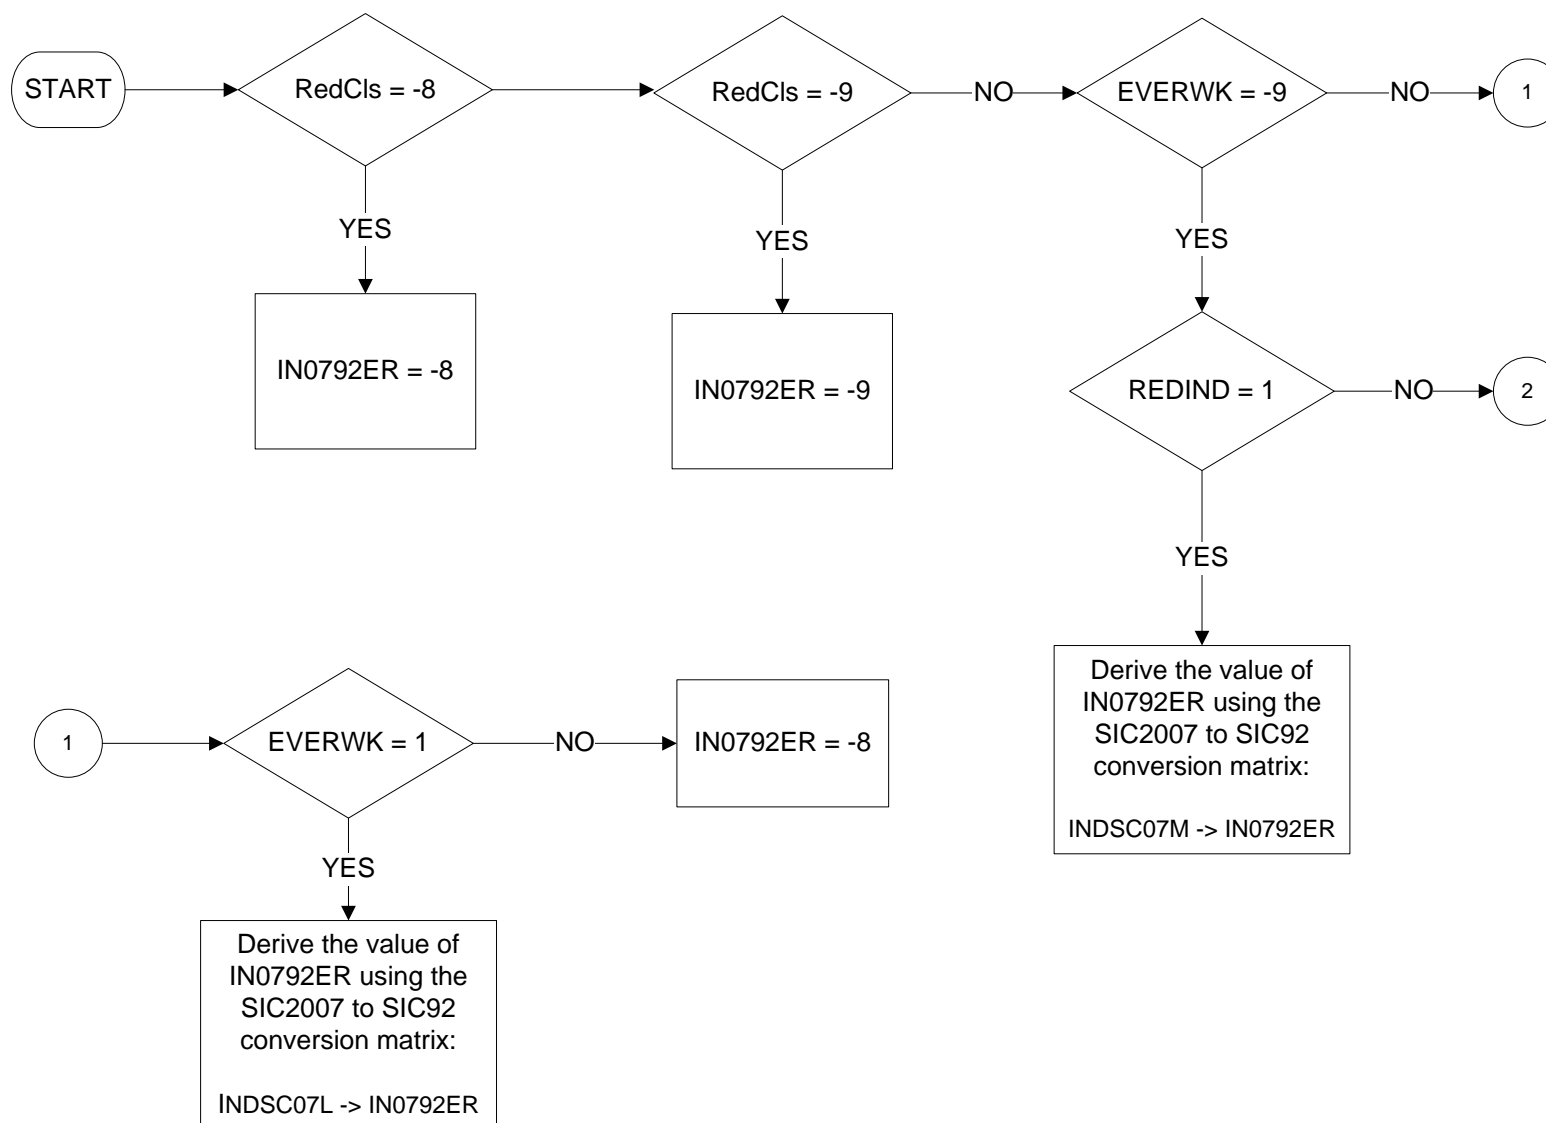 START
RedCls = -8
RedCls = -9
NO
EVERWK = -9
NO
1
YES
YES
YES
IN0792ER = -8
IN0792ER = -9
REDIND = 1
NO
2
YES
Derive the value of
IN0792ER using the
SIC2007 to SIC92
conversion matrix:
INDSC07M -> IN0792ER
1
EVERWK = 1
NO
IN0792ER = -8
YES
Derive the value of
IN0792ER using the
SIC2007 to SIC92
conversion matrix:
INDSC07L -> IN0792ER